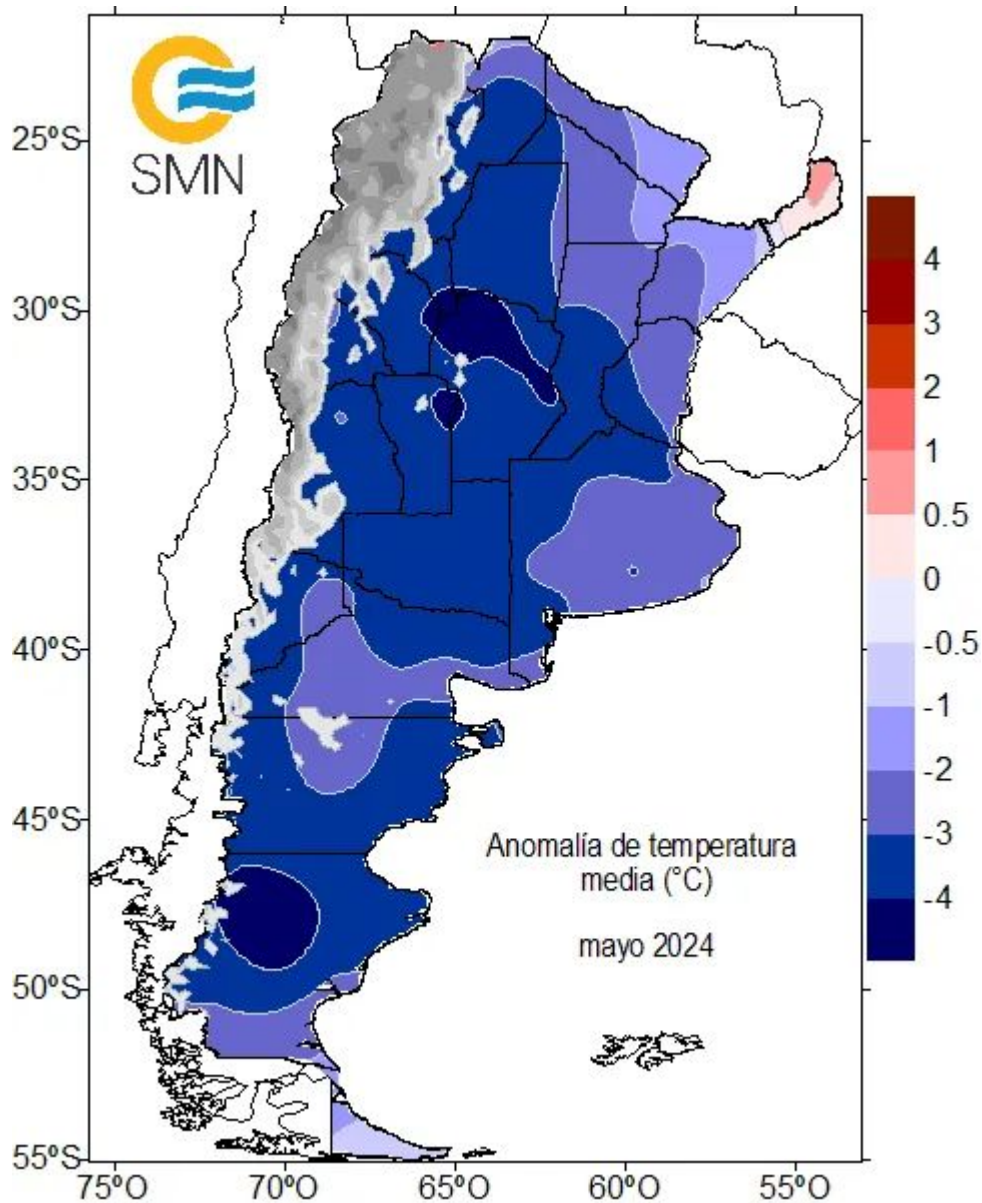 SMN
25ºS
30ºS
35ºS
40ºS
45ºS
50ºS
55ºS
75ºO
70ºO
65ºO
60ºO
55ºO
4
3
2
1
0.5
0
-0.5
-1
-2
-3
-4
Anomalía de temperatura
media (°C)
mayo 2024